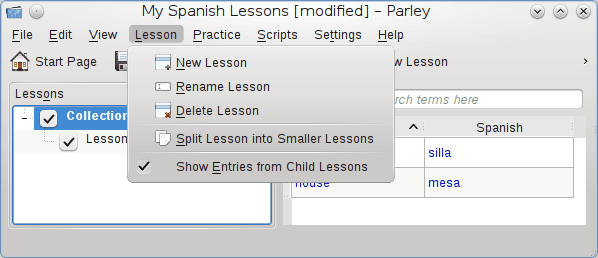 My Spanish Lessons [modified] – Parley
File Edit View Lesson Practice Scripts Settings Help
Start Page
New Lesson
Rename Lesson
Delete Lesson
Split Lesson into Smaller Lessons
Show Entries from Child Lessons
Lesson
Lessons
Collection
Lesson
terms here
Spanish
silla
house mesa